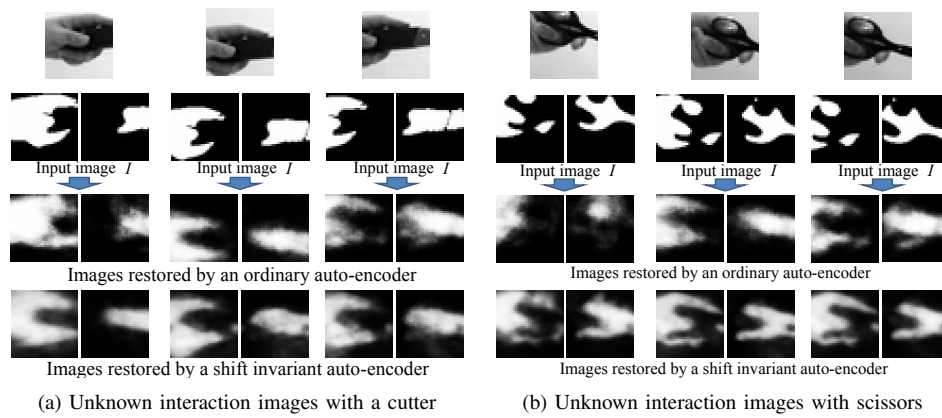 Input image I Input image I Input image I
Images restored by an ordinary auto-encoder
Images restored by a shift invariant auto-encoder
(a) Unknown interaction images with a cutter
Input image I Input image I Input image I
Images restored by an ordinary auto-encoder
Images restored by a shift invariant auto-encoder
(b) Unknown interaction images with scissors